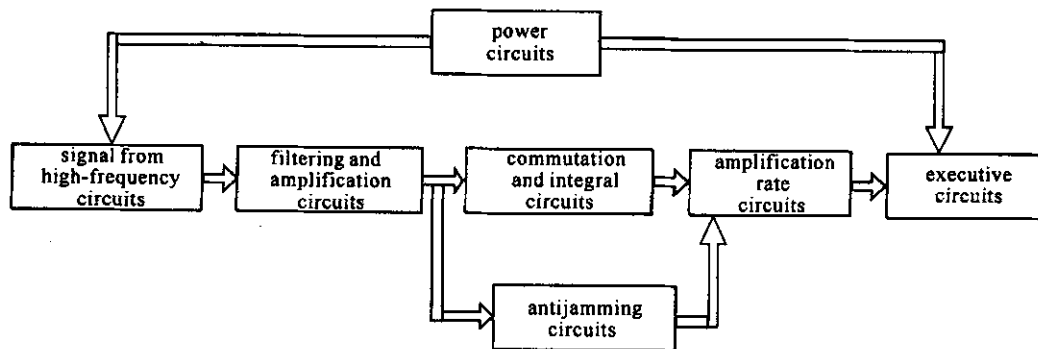 power
circuits
signal from
high-frequency
circuits
filtering and
amplification
circuits
commutation
and integral
circuits
amplification
rate
circuits
executive
circuits
antijamming
circuits